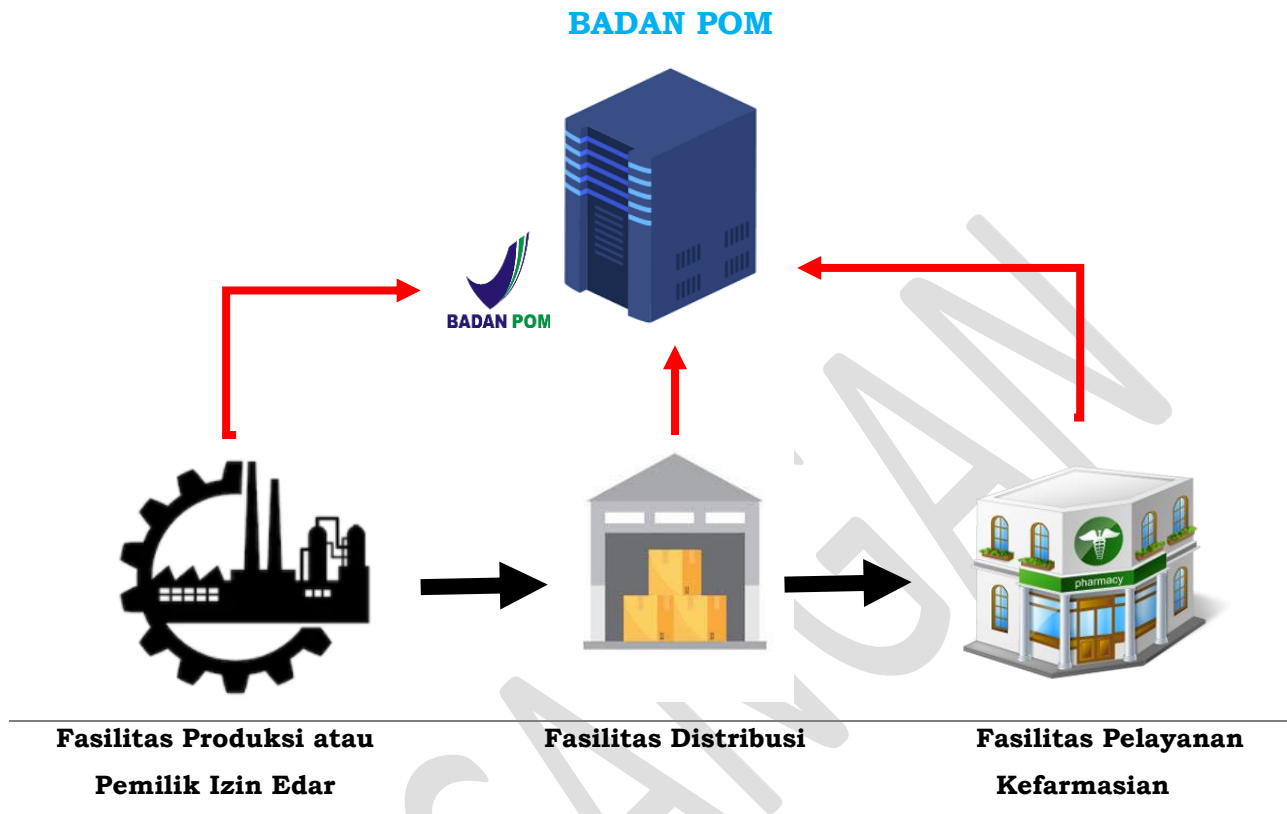 BADAN POM
BADAN POM
pharmacy
Fasilitas Produksi atau
Pemilik Izin Edar
Fasilitas Distribusi
Fasilitas Pelayanan
Kefarmasian